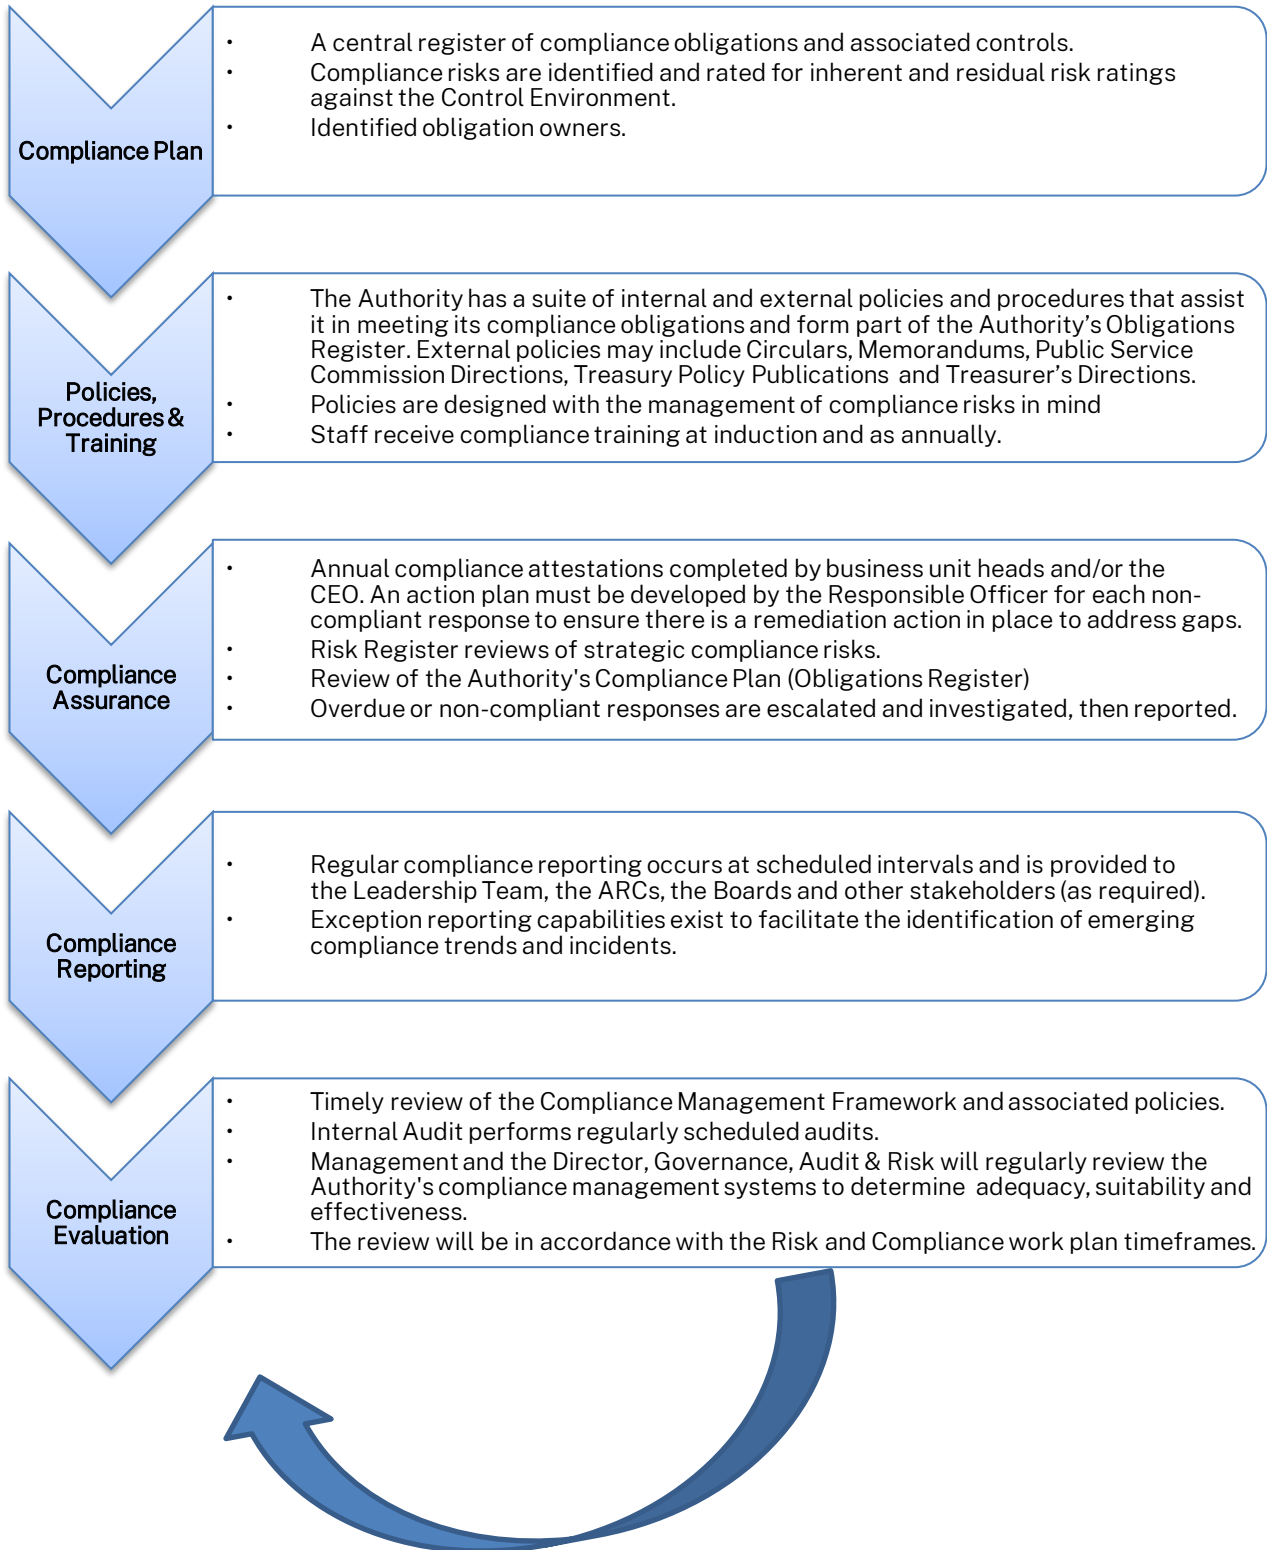 Compliance Plan
• A central register of compliance obligations and associated controls.
• Compliance risks are identified and rated for inherent and residual risk ratings
against the Control Environment.
• Identified obligation owners.
Policies,
Procedures &
Training
• The Authority has a suite of internal and external policies and procedures that assist
it in meeting its compliance obligations and form part of the Authority’s Obligations
Register. External policies may include Circulars, Memorandums, Public Service
Commission Directions, Treasury Policy Publications and Treasurer’s Directions.
• Policies are designed with the management of compliance risks in mind
• Staff receive compliance training at induction and as annually.
Compliance
Assurance
• Annual compliance attestations completed by business unit heads and/or the
CEO. An action plan must be developed by the Responsible Officer for each non-
compliant response to ensure there is a remediation action in place to address gaps.
• Risk Register reviews of strategic compliance risks.
• Review of the Authority's Compliance Plan (Obligations Register)
• Overdue or non-compliant responses are escalated and investigated, then reported.
Compliance
Reporting
• Regular compliance reporting occurs at scheduled intervals and is provided to
the Leadership Team, the ARCs, the Boards and other stakeholders (as required).
• Exception reporting capabilities exist to facilitate the identification of emerging
compliance trends and incidents.
Compliance
Evaluation
• Timely review of the Compliance Management Framework and associated policies.
• Internal Audit performs regularly scheduled audits.
• Management and the Director, Governance, Audit & Risk will regularly review the
Authority's compliance management systems to determine adequacy, suitability and
effectiveness.
• The review will be in accordance with the Risk and Compliance work plan timeframes.